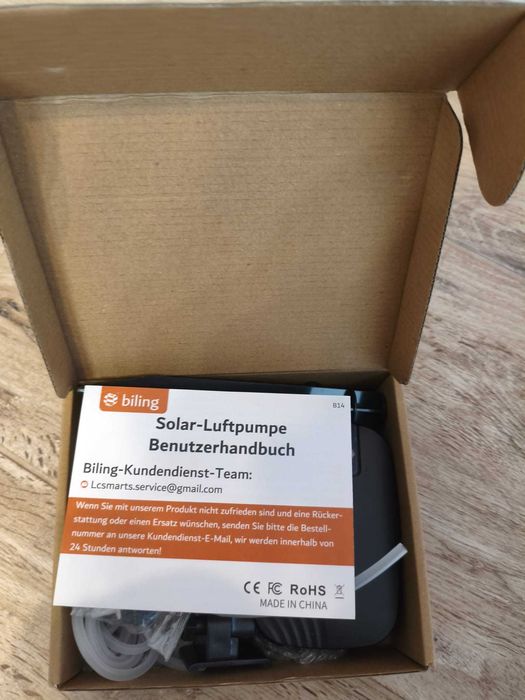 biling
B14
Solar-Luftpumpe
Benutzerhandbuch
Biling-Kundendienst-Team:
Lcsmarts.service@gmail.com
Wenn Sie mit unserem Produkt nicht zufrieden sind und eine Rücker-
stattung oder einen Ersatz wünschen, senden Sie bitte die Bestell-
nummer an unsere Kundendienst-E-Mail, wir werden innerhalb von
24 Stunden antworten!
CE FC RoHS
MADE IN CHINA